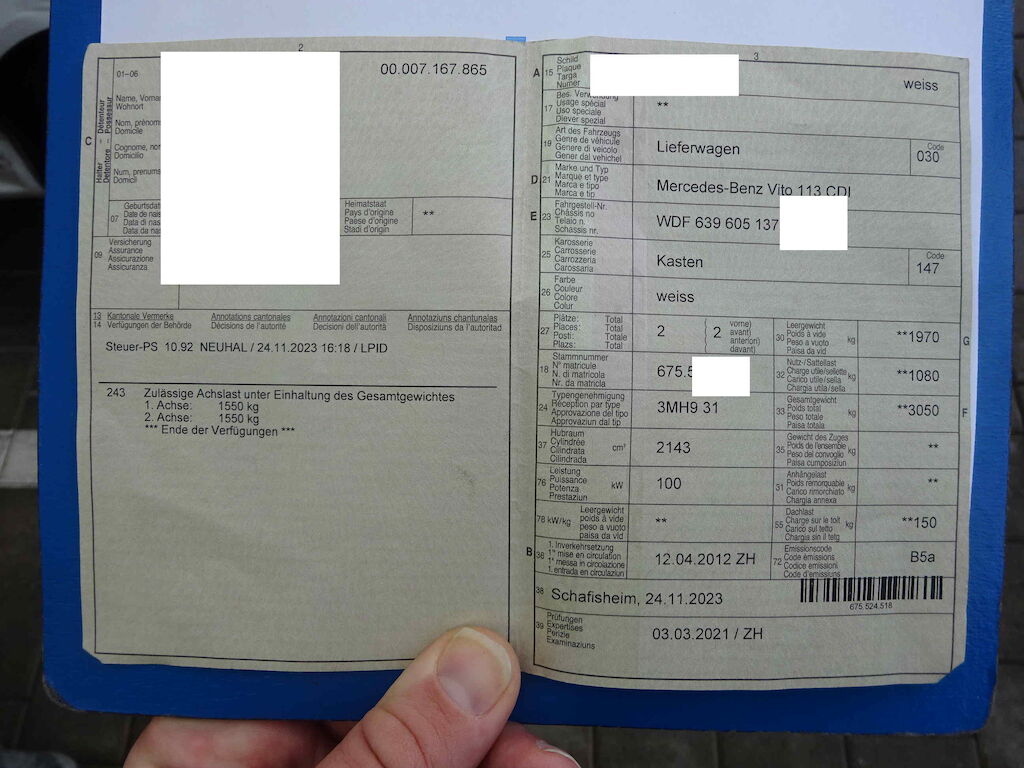 2
01–06
00.007.167.865
C
Halter Détenteur
Detentore Possessur
Name,
Wohnort
Nom, prénoms
Domicile
Cognome,
Domicilio
Num, prenums
Domicil
07
Date de
Data di
Data da
Heimatstaat
Pays d'origine
Paese d'origine
Stadi d'origin
**
09
Versicherung
Assurance
Assicurazione
Assicuranza
13 Kantonale Vermerke Annotations cantonales Annotazioni cantonali Annotaziuns chantunalas
14 Verfügungen der Behörde Décisions de l'autorité Decisioni dell'autorità Disposiziuns da l'autoritad
Steuer-PS 10.92 NEUHAL / 24.11.2023 16:18 / LPID
243 Zulässige Achslast unter Einhaltung des Gesamtgewichtes
1. Achse: 1550 kg
2. Achse: 1550 kg
*** Ende der Verfügungen ***
3
A 15
Schild
Plaque
Targa
Numer
weiss
17
Bes. Verwendung
Usage spécial
Uso speciale
Diever spezial
**
19
Art des Fahrzeugs
Genre de véhicule
Genere di veicolo
Gener dal vehichel
Lieferwagen
Code
030
D 21
Marke und Typ
Marque et type
Marca e tipo
Marca e tip
Mercedes-Benz Vito 113 CDI
E 23
Fahrgestell-Nr.
Châssis no
Telaio n.
Schassis nr.
WDF 639 605 137
25
Karosserie
Carrosserie
Carrozzeria
Carossaria
Kasten
Code
147
26
Farbe
Couleur
Colore
Colur
weiss
27
Plätze: Total
Places: Total
Posti: Totale
Plazs: Total
2
2
vorne)
avant)
anteriori)
davant)
30
Leergewicht
Poids à vide
Peso a vuoto
Paisa da vid
kg
**1970
G
18
Stammnummer
N° matricule
N. di matricola
Nr. da matricla
675.5
32
Nutz-/Sattellast
Charge utile/sellette
Carico utile/sella
Chargia utila/sella
kg
**1080
24
Typengenehmigung
Réception par type
Approvazione del tipo
Approvaziun dal tip
3MH9 31
33
Gesamtgewicht
Poids total
Peso totale
Paisa totala
kg
**3050
F
37
Hubraum
Cylindrée
Cilindrata
Cilindrada
cm³
2143
35
Gewicht des Zuges
Poids de l'ensemble
Peso del convoglio
Paisa cumposiziun
kg
**
76
Leistung
Puissance
Potenza
Prestaziun
kW
100
31
Anhängelast
Poids remorquable
Carico rimorchiato
Chargia annexa
kg
**
78 kW/kg
Leergewicht
poids à vide
peso a vuoto
paisa da vid
**
55
Dachlast
Charge sur le toit
Carico sul tetto
Chargia sin il tetg
kg
**150
B 36
1. Inverkehrsetzung
1re mise en circulation
1a messa in circolazione
1. entrada en circulaziun
12.04.2012 ZH
72
Emissionscode
Code émissions
Codice emissioni
Code d'emissiuns
B5a
38 Schafisheim, 24.11.2023
675.524.518
39
Prüfungen
Expertises
Perizie
Examinaziuns
03.03.2021 / ZH